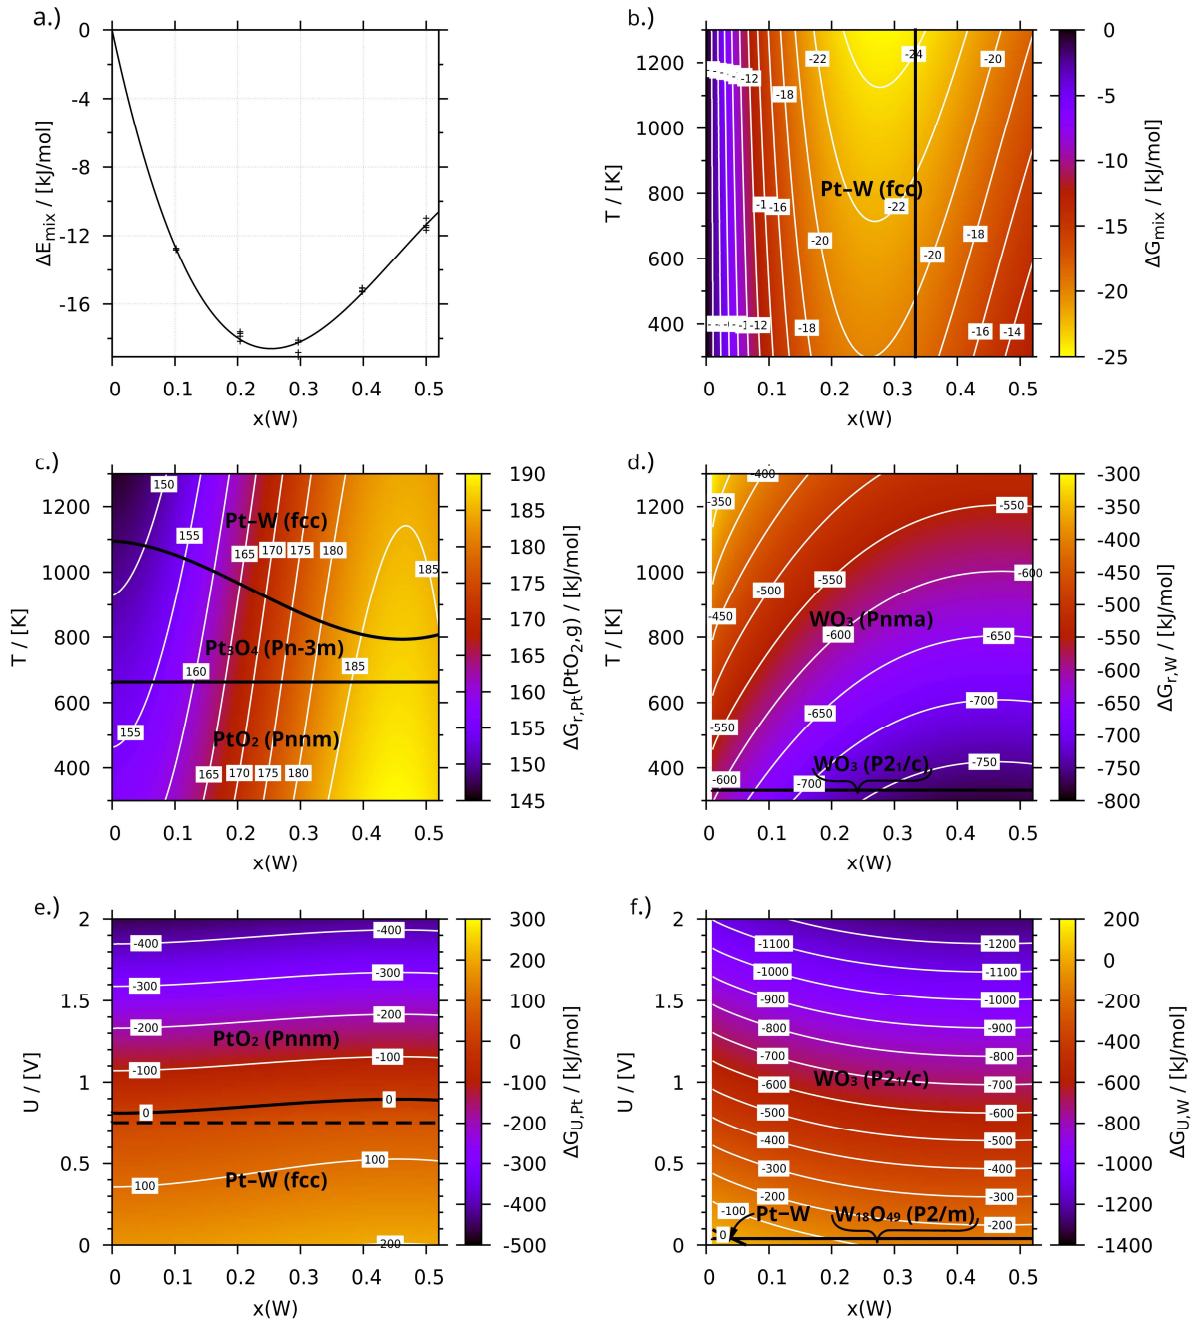 a.)
0
-4
-8
-12
-16
ΔEmix / [kJ/mol]
0 0.1 0.2 0.3 0.4 0.5
x(W)
b.)
1200
1000
800
600
400
T / [K]
-22 -24 -20
-12
-18
Pt−W (fcc)
-16 -22
-20 -18
-20
-12 -18 -16 -14
0 0.1 0.2 0.3 0.4 0.5
x(W)
0
-5
-10
-15
-20
-25
ΔGmix / [kJ/mol]
c.)
1200
1000
800
600
400
T / [K]
150
Pt−W (fcc)
155
165 170 175 180
185
Pt3O4 (Pn-3m)
160 185
155
PtO2 (Pnnm)
165 170 175 180
0 0.1 0.2 0.3 0.4 0.5
x(W)
190
185
180
175
170
165
160
155
150
145
ΔGr,Pt(PtO2,g) / [kJ/mol]
d.)
1200
1000
800
600
400
T / [K]
-400
-350 -550
-550 -600
-500
-450 WO3 (Pnma)
-600 -650
-700
-650
-550
WO3 (P21/c) -750
-600 -700
0 0.1 0.2 0.3 0.4 0.5
x(W)
-300
-350
-400
-450
-500
-550
-600
-650
-700
-750
-800
ΔGr,W / [kJ/mol]
e.)
2
1.5
1
0.5
0
U / [V]
-400 -400
-300 -300
-200 -200
PtO2 (Pnnm)
-100 -100
0 0
100 100
Pt−W (fcc)
200
0 0.1 0.2 0.3 0.4 0.5
x(W)
300
200
100
0
-100
-200
-300
-400
-500
ΔGU,Pt / [kJ/mol]
f.)
2
1.5
1
0.5
0
U / [V]
-1100 -1200
-1000 -1100
-900 -1000
-800 -900
-700 -800
WO3 (P21/c)
-600 -700
-500 -600
-400 -500
-300 -400
-200 -300
-100 Pt−W W18O49 (P2/m) -200
0
0 0.1 0.2 0.3 0.4 0.5
x(W)
200
0
-200
-400
-600
-800
-1000
-1200
-1400
ΔGU,W / [kJ/mol]